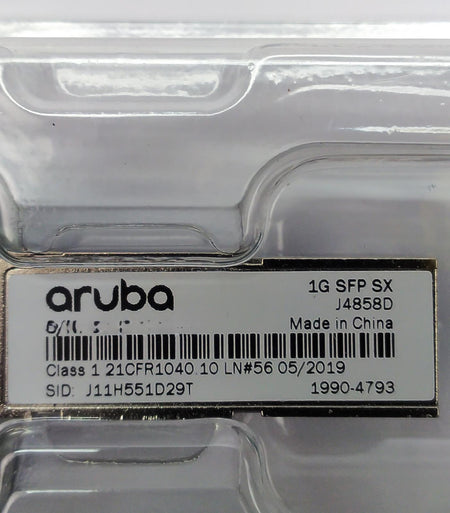 aruba
1G SFP SX
J4858D
Made in China
Class 1 21CFR1040.10 LN#56 05/2019
SID: J11H551D29T 1990-4793